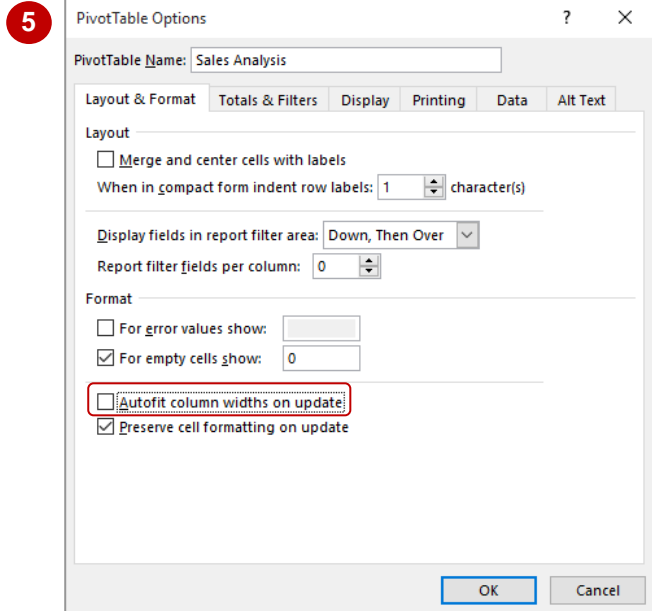 5
PivotTable Options
PivotTable Name: Sales Analysis
Layout & Format Totals & Filters Display Printing Data Alt Text
Layout
Merge and center cells with labels
When in compact form indent row labels: 1 character(s)
Display fields in report filter area: Down, Then Over
Report filter fields per column: 0
Format
For error values show:
For empty cells show: 0
Autofit column widths on update
Preserve cell formatting on update
OK Cancel